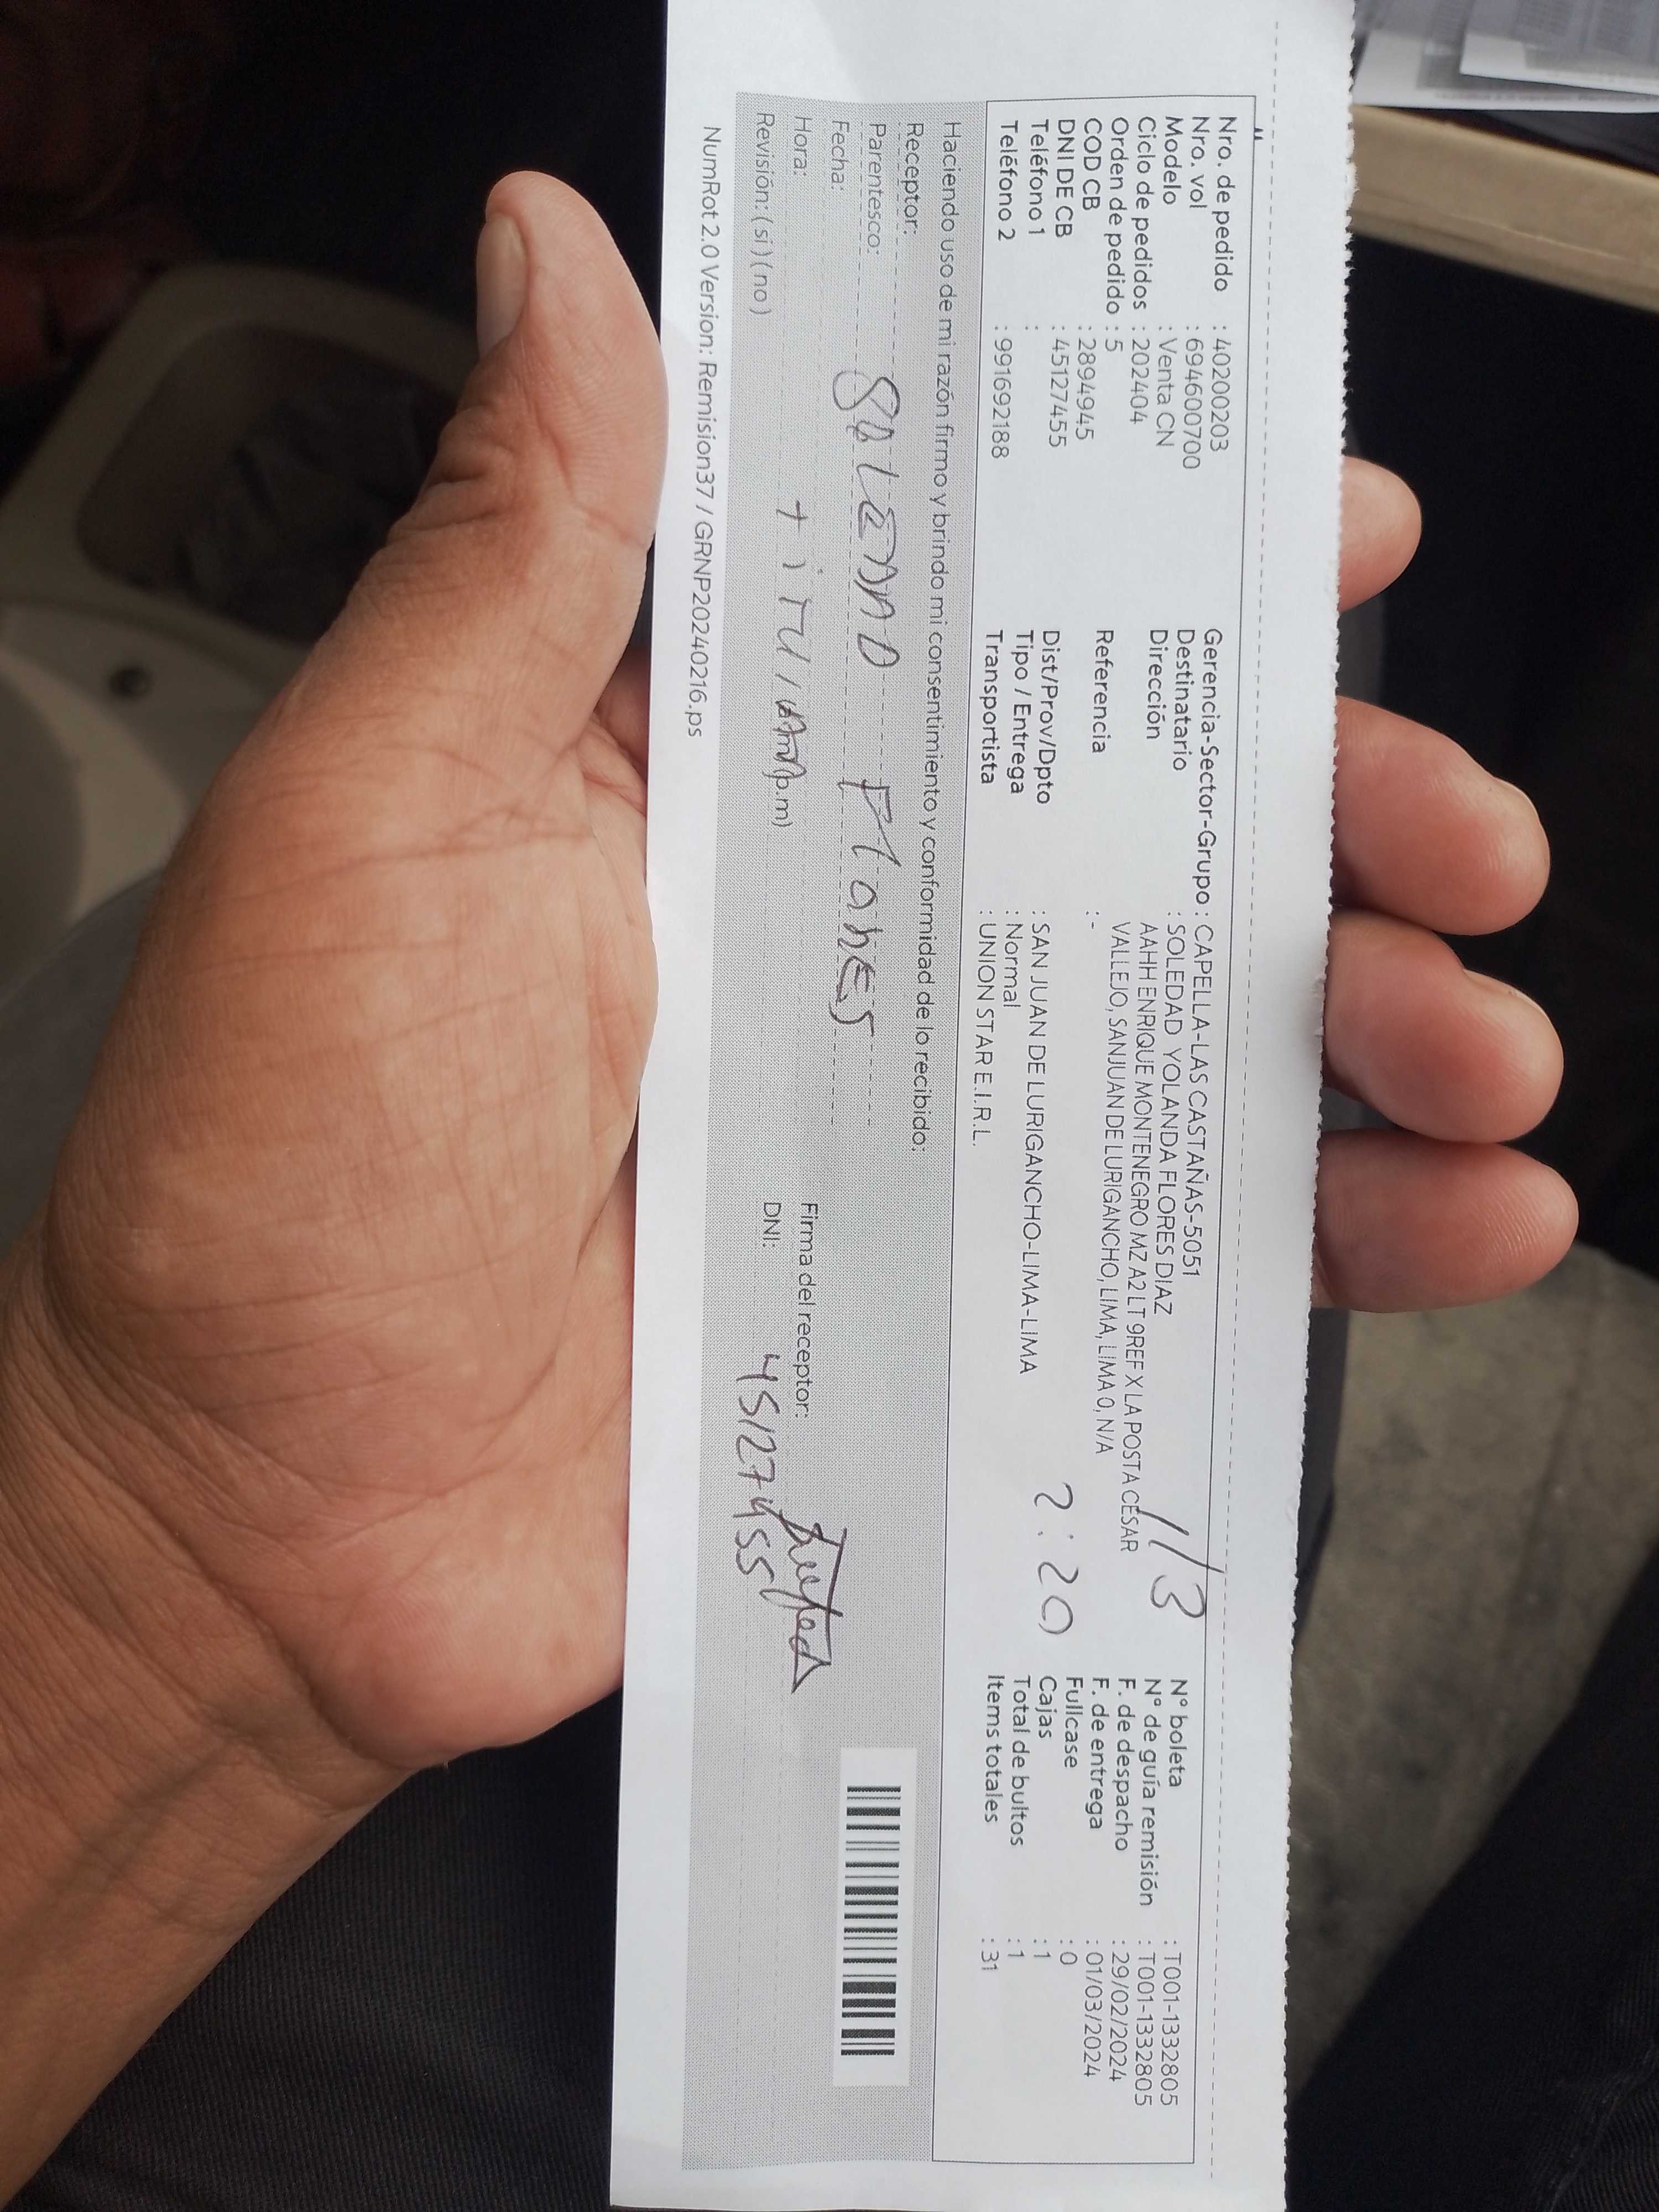 Nro. de pedido : 40200203
Nro. vol : 694600700
Modelo : Venta CN
Ciclo de pedidos : 202404
Orden de pedido : 5
COD CB : 2894945
DNI DE CB : 45127455
Teléfono 1 :
Teléfono 2 : 991692188
Gerencia-Sector-Grupo : CAPELLA-LAS CASTAÑAS-5051
Destinatario : SOLEDAD YOLANDA FLORES DIAZ
Dirección : AAHH ENRIQUE MONTENEGRO MZ A2 LT 9REF X LA POSTA CESAR
VALLEJO, SANJUAN DE LURIGANCHO, LIMA, LIMA 0, N/A
Referencia : -
Dist/Prov/Dpto : SAN JUAN DE LURIGANCHO-LIMA-LIMA
Tipo / Entrega : Normal
Transportista : UNION STAR E.I.R.L.
1/3
2:20
N° boleta : T001-1332805
N° de guía remisión : T001-1332805
F. de despacho : 29/02/2024
F. de entrega : 01/03/2024
Fullcase : 0
Cajas : 1
Total de bultos : 1
Items totales : 31
Haciendo uso de mi razón firmo y brindo mi consentimiento y conformidad de lo recibido:
Receptor:
Parentesco:
Fecha:
Hora:
p.m)
Revisión: (si) (no)
Firma del receptor:
DNI: 45127455
NumRot 2.0 Version: Remision37 / GRNP20240216.ps